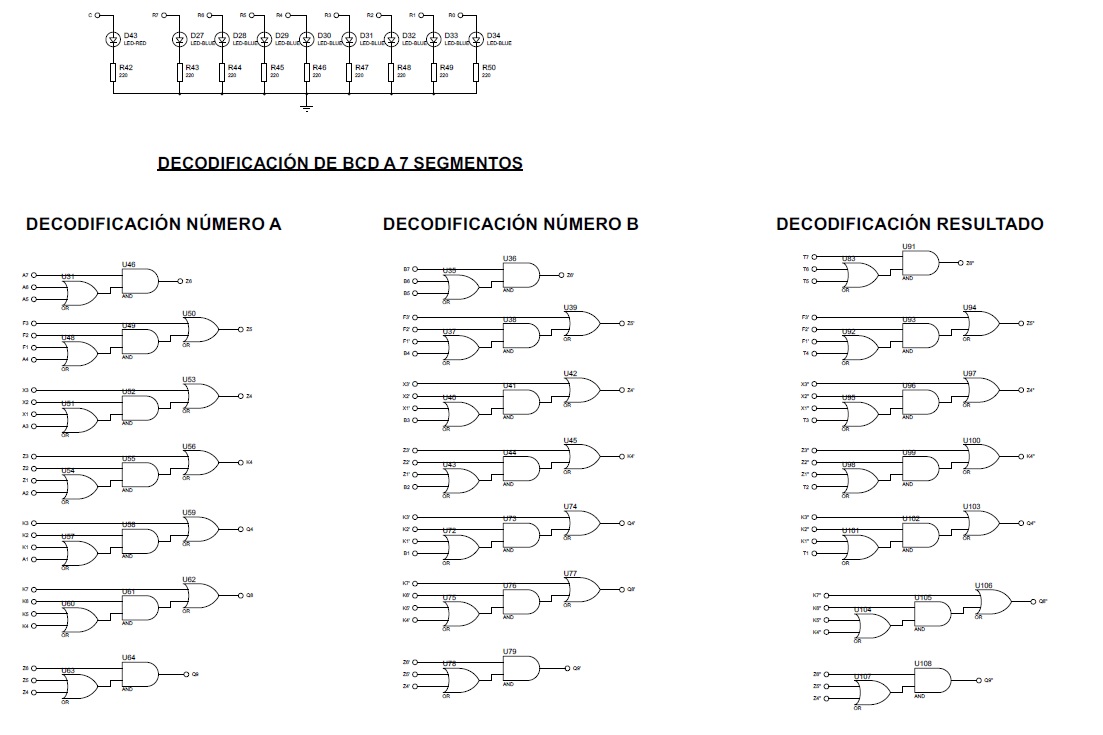 C R7 R6 R5 R4 R3 R2 R1 R0
D43 D27 D28 D29 D30 D31 D32 D33 D34
LED-RED LED-BLUE LED-BLUE LED-BLUE LED-BLUE LED-BLUE LED-BLUE LED-BLUE LED-BLUE
R42 R43 R44 R45 R46 R47 R48 R49 R50
220 220 220 220 220 220 220 220 220
DECODIFICACIÓN DE BCD A 7 SEGMENTOS
DECODIFICACIÓN NÚMERO A
U46
A7 U31 Z6
A6
A5 AND
OR
U50
F3 U49 Z5
F2 U48
F1 OR
A4 AND
OR
U53
X3 U52 Z4
X2 U51
X1 OR
A3 AND
OR
U56
Z3 U55 K4
Z2 U54
Z1 OR
A2 AND
OR
U59
K3 U58 Q4
K2 U57
K1 OR
A1 AND
OR
U62
K7 U61 Q8
K6 U60
K5 OR
K4 AND
OR
U64
Z6 U63 Q9
Z5
Z4 AND
OR
DECODIFICACIÓN NÚMERO B
U36
B7 U35 Z6'
B6
B5 AND
OR
U39
F3' U38 Z5'
F2' U37
F1' OR
B4 AND
OR
U42
X3' U41 Z4'
X2' U40
X1' OR
B3 AND
OR
U45
Z3' U44 K4'
Z2' U43
Z1' OR
B2 AND
OR
U74
K3' U73 Q4'
K2' U72
K1' OR
B1 AND
OR
U77
K7' U76 Q8'
K6' U75
K5' OR
K4' AND
OR
U79
Z6' U78 Q9'
Z5'
Z4' AND
OR
DECODIFICACIÓN RESULTADO
U91
T7 U83 Z6"
T6
T5 AND
OR
U94
F3' U93 Z5"
F2' U92
F1' OR
T4 AND
OR
U97
X3" U96 Z4"
X2" U95
X1" OR
T3 AND
OR
U100
Z3" U99 K4"
Z2" U98
Z1" OR
T2 AND
OR
U103
K3" U102 Q4"
K2" U101
K1" OR
T1 AND
OR
U106
K7" U105 Q8"
K6" U104
K5" OR
K4" AND
OR
U108
Z6" U107 Q9"
Z5"
Z4" AND
OR